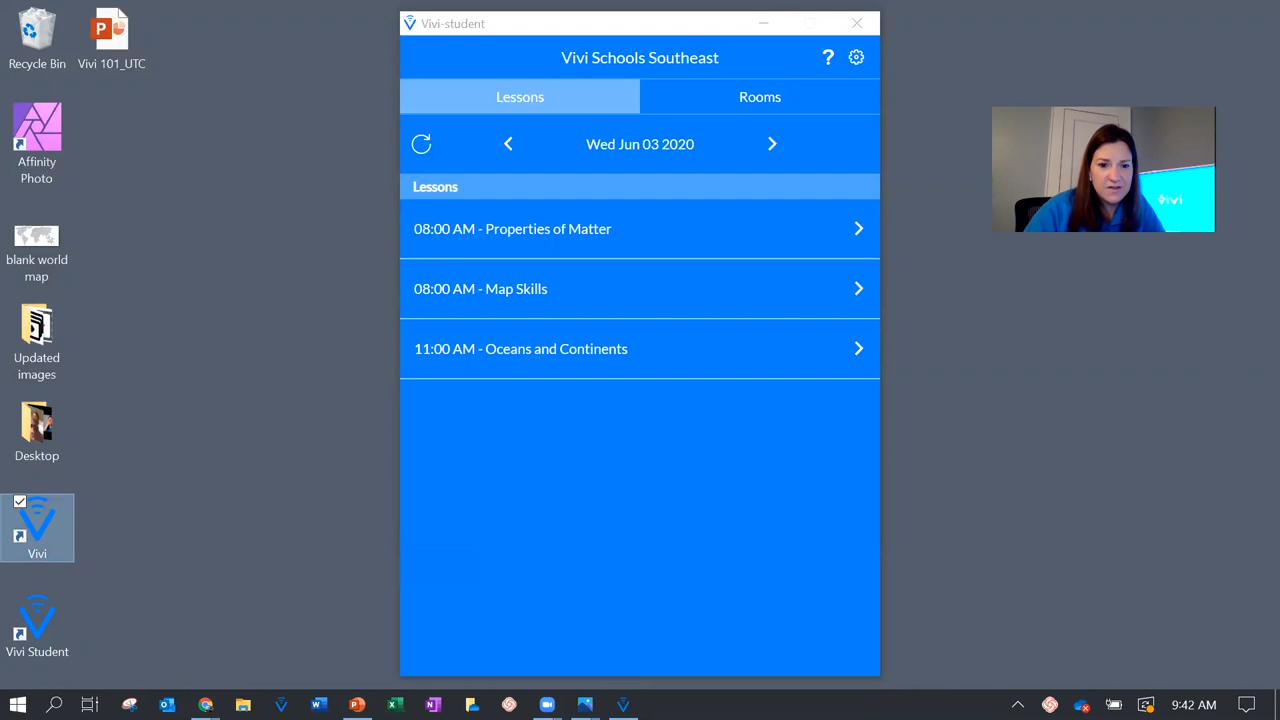 Recycle Bin
Vivi 101_UTC
Affinity
Photo
blank world
map
Updated
images
Desktop
Vivi
Vivi Student
Vivi-student
Vivi Schools Southeast
?
Lessons
Rooms
Wed Jun 03 2020
Lessons
08:00 AM - Properties of Matter
08:00 AM - Map Skills
11:00 AM - Oceans and Continents
vivi
9:42 AM